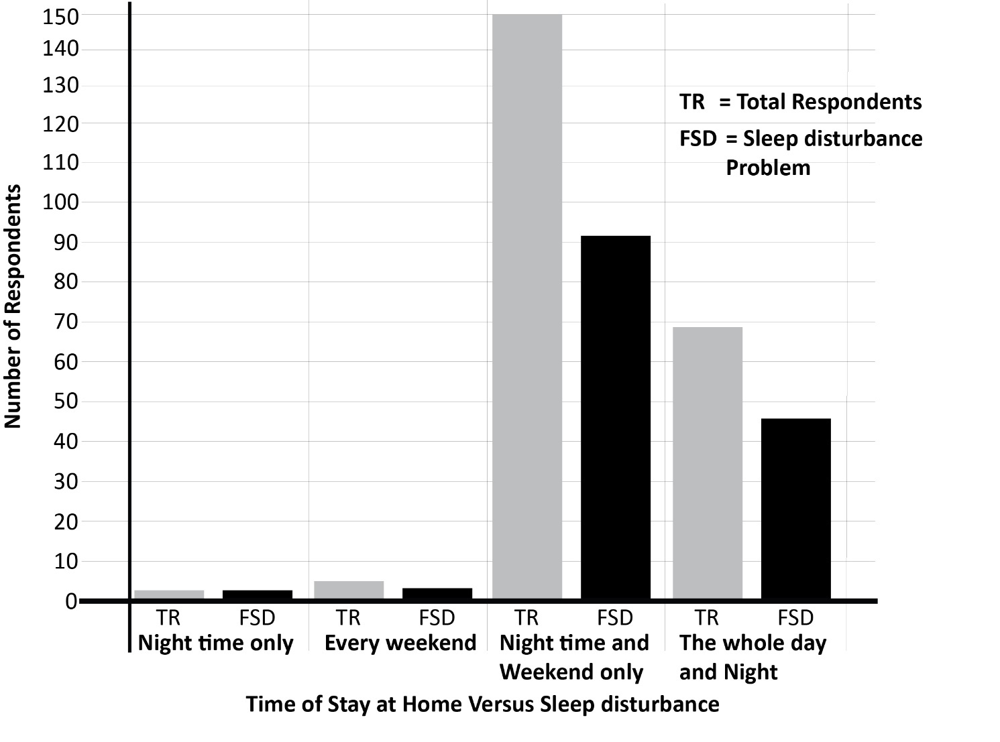 150
140
130
120
110
100
90
80
70
60
50
40
30
20
10
0
Number of Respondents
TR = Total Respondents
FSD = Sleep disturbance
Problem
TR FSD TR FSD TR FSD TR FSD
Night time only Every weekend Night time and The whole day
Weekend only and Night
Time of Stay at Home Versus Sleep disturbance